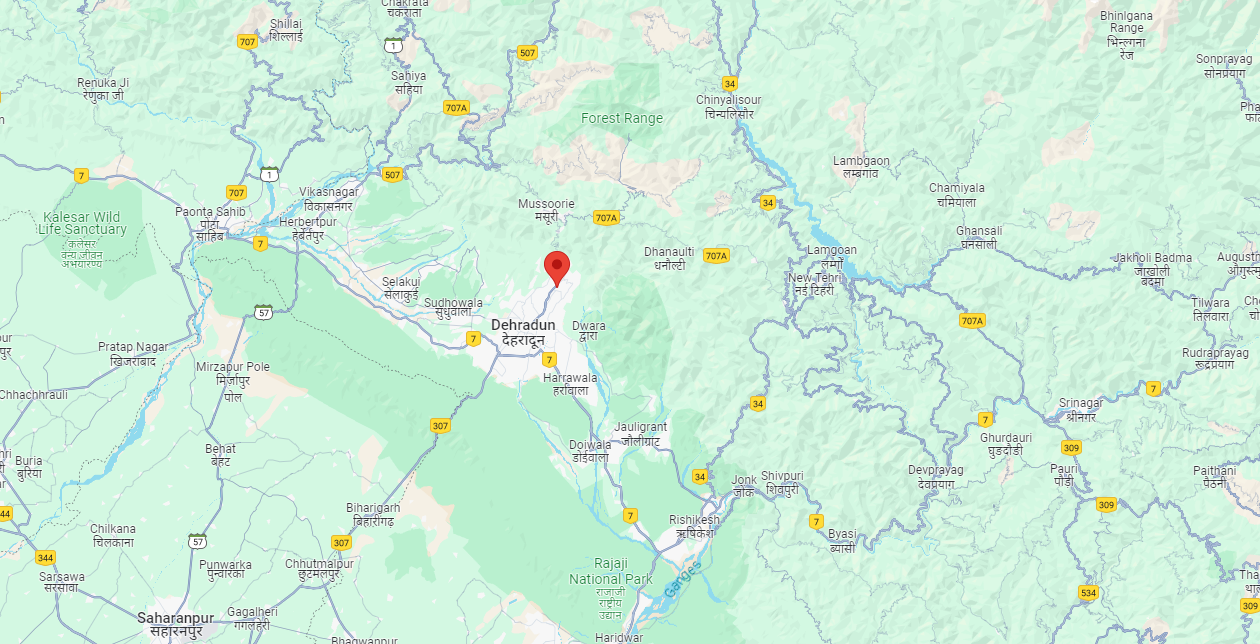 Chakrata
चकराता
Shillai
शिल्लाई
707
1
507
Bhinlgana
Range
भिन्लगना
रेंज
Sonprayag
सोनप्रयाग
Sahiya
सहिया
Renuka Ji
रेणुका जी
34
707A
Chinyalisour
चिन्यलिसौर
Forest Range
Lambgaon
लम्बगांव
7
1
507
707
Vikasnagar
विकासनगर
Chamiyala
चमियाला
Mussoorie
मसूरी
707A
34
Paonta Sahib
पांवटा
साहिब
Kalesar Wild
Life Sanctuary
कलेसर
वन्य जीवन
अभयारण्य
Herbertpur
हर्बर्टपुर
7
Ghansali
घनसाली
Dhanaulti
धनौल्टी
707A
Lamgoan
लम्गों
Jakholi Badma
जाखोली
बदमा
New Tehri
नई टिहरी
Selakui
सेलाकुई
Sudhowala
सुधुवाला
57
Tilwara
तिलवारा
707A
Dehradun
देहरादून
Dwara
द्वारा
7
7
Pratap Nagar
खिजराबाद
Mirzapur Pole
मिर्जापुर
पोल
Rudraprayag
रूद्रप्रयाग
Harrawala
हर्रावाला
Chhachhrauli
7
34
Srinagar
श्रीनगर
7
307
Jauligrant
जौलीग्रांट
Doiwala
डोईवाला
Ghurdauri
घुड़दौड़ी
309
Behat
बेहट
Buria
बुरिया
Pauri
पौड़ी
Devprayag
देवप्रयाग
Paithani
पैठनी
34
Jonk
जोंक
Shivpuri
शिवपुरी
309
44
Biharigarh
बिहारीगढ़
7
Rishikesh
ऋषिकेश
7
Byasi
ब्यासी
Chilkana
चिलकाना
57
307
344
Punwarka
पुन्वारका
Chhutmalpur
छुटमलपुर
Sarsawa
सरसावा
Rajaji
National Park
राजाजी
राष्ट्रीय
उद्यान
Ganges
534
309
Saharanpur
सहारनपुर
Gagalheri
गगलहेरी
Bhagwanpur
Haridwar